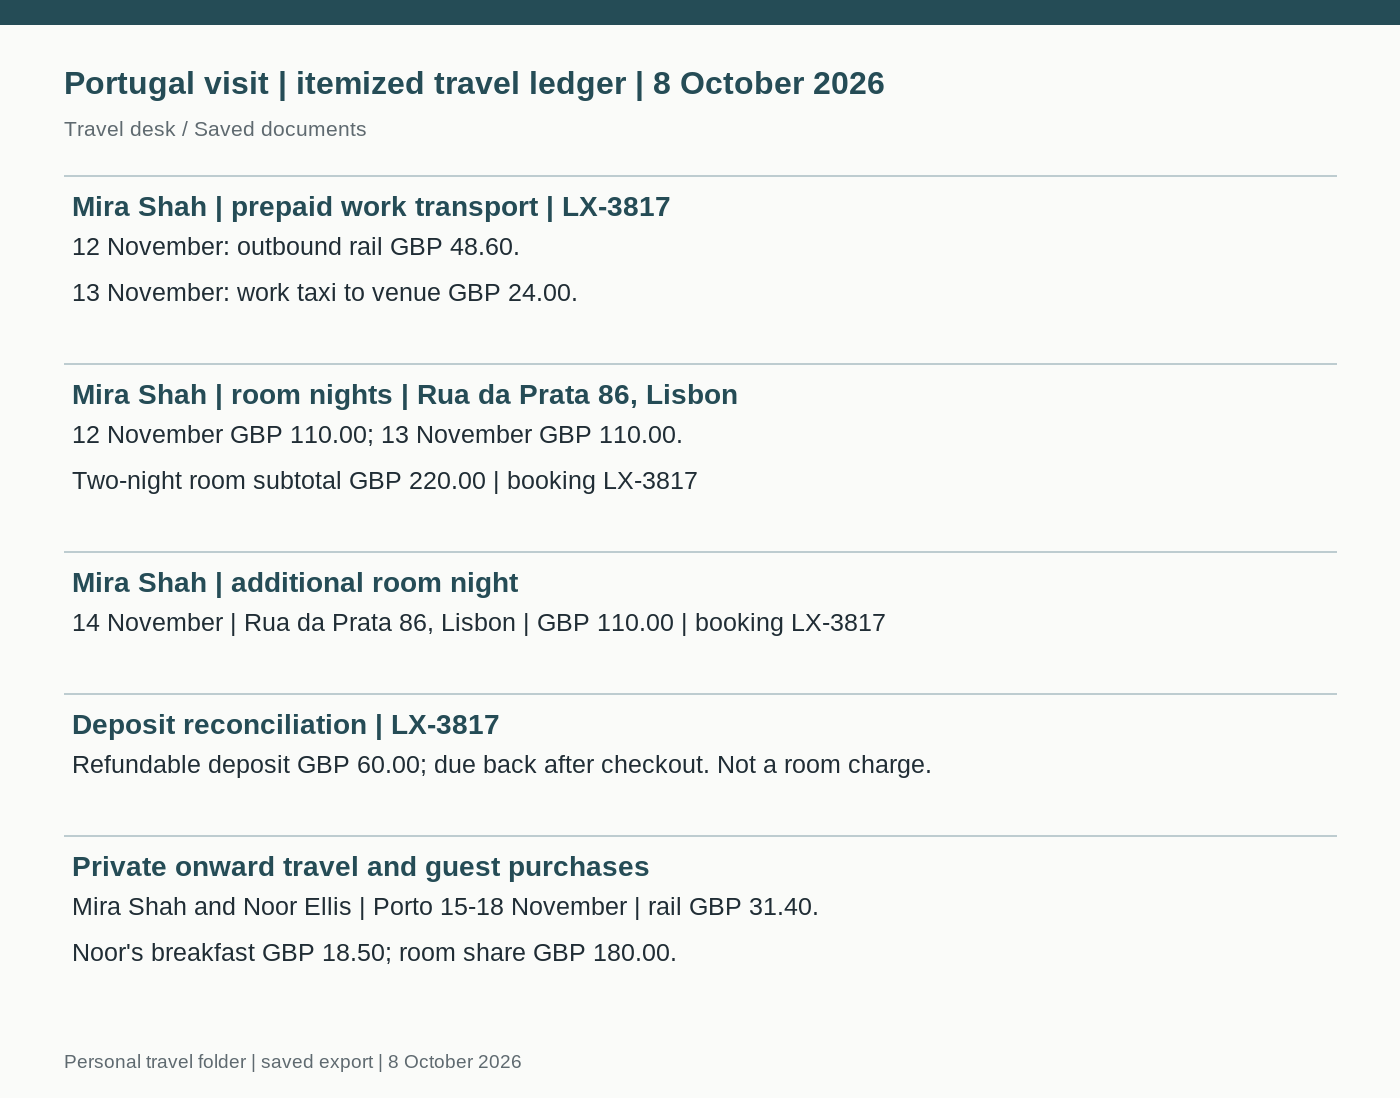 Portugal visit | itemized travel ledger | 8 October 2026
Travel desk / Saved documents
Mira Shah | prepaid work transport | LX-3817
12 November: outbound rail GBP 48.60.
13 November: work taxi to venue GBP 24.00.
Mira Shah | room nights | Rua da Prata 86, Lisbon
12 November GBP 110.00; 13 November GBP 110.00.
Two-night room subtotal GBP 220.00 | booking LX-3817
Mira Shah | additional room night
14 November | Rua da Prata 86, Lisbon | GBP 110.00 | booking LX-3817
Deposit reconciliation | LX-3817
Refundable deposit GBP 60.00; due back after checkout. Not a room charge.
Private onward travel and guest purchases
Mira Shah and Noor Ellis | Porto 15-18 November | rail GBP 31.40.
Noor's breakfast GBP 18.50; room share GBP 180.00.
Personal travel folder | saved export | 8 October 2026